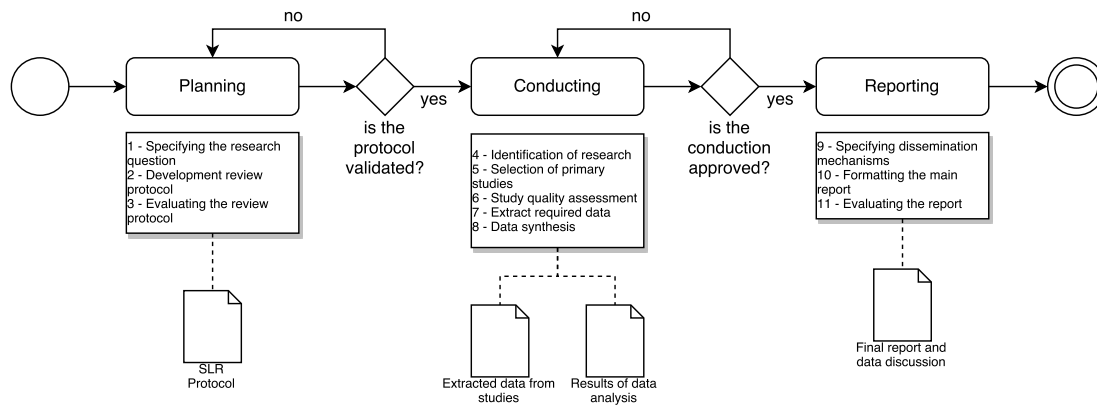 no
no
Planning
Conducting
Reporting
yes
yes
is the
protocol
validated?
is the
conduction
approved?
1 - Specifying the research
question
2 - Development review
protocol
3 - Evaluating the review
protocol
4 - Identification of research
5 - Selection of primary
studies
6 - Study quality assessment
7 - Extract required data
8 - Data synthesis
9 - Specifying dissemination
mechanisms
10 - Formatting the main
report
11 - Evaluating the report
SLR
Protocol
Extracted data from
studies
Results of data
analysis
Final report and
data discussion